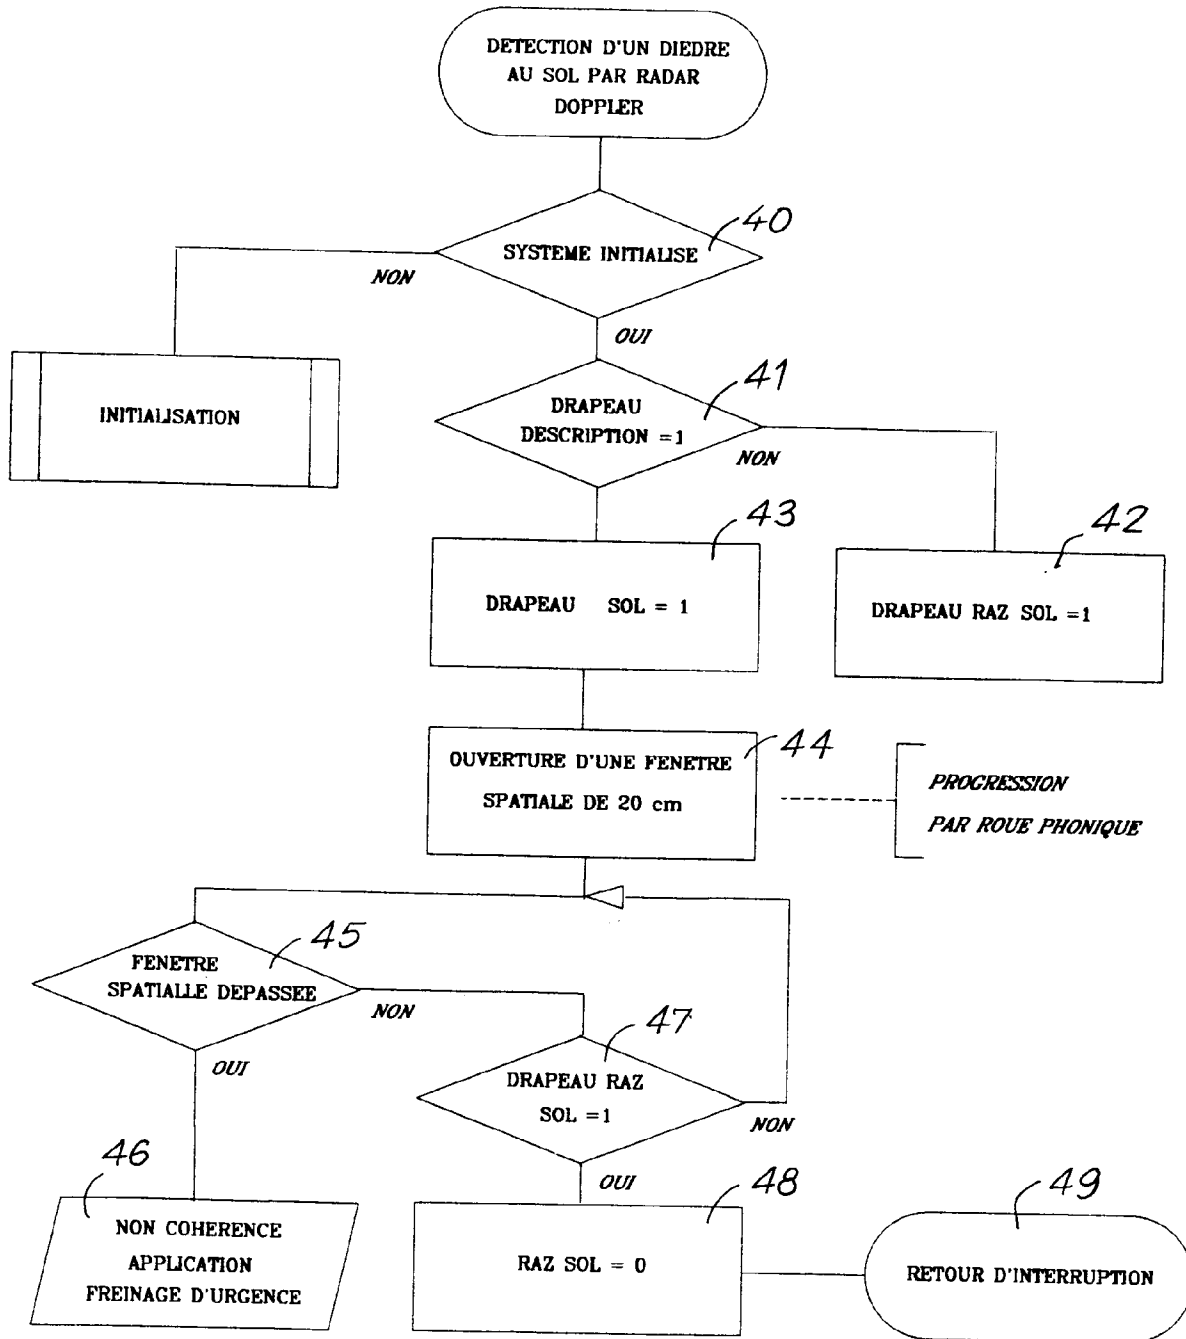 DETECTION D'UN DIEDRE
AU SOL PAR RADAR
DOPPLER
40
SYSTEME INITIALISE
NON
OUI
INITIALISATION
41
DRAPEAU
DESCRIPTION =1
NON
43
DRAPEAU SOL = 1
42
DRAPEAU RAZ SOL =1
44
OUVERTURE D'UNE FENETRE
SPATIALE DE 20 cm
PROGRESSION
PAR ROUE PHONIQUE
45
FENETRE
SPATIALLE DEPASSEE
NON
OUI
47
DRAPEAU RAZ
SOL =1
NON
OUI
46
NON COHERENCE
APPLICATION
FREINAGE D'URGENCE
48
RAZ SOL = 0
49
RETOUR D'INTERRUPTION